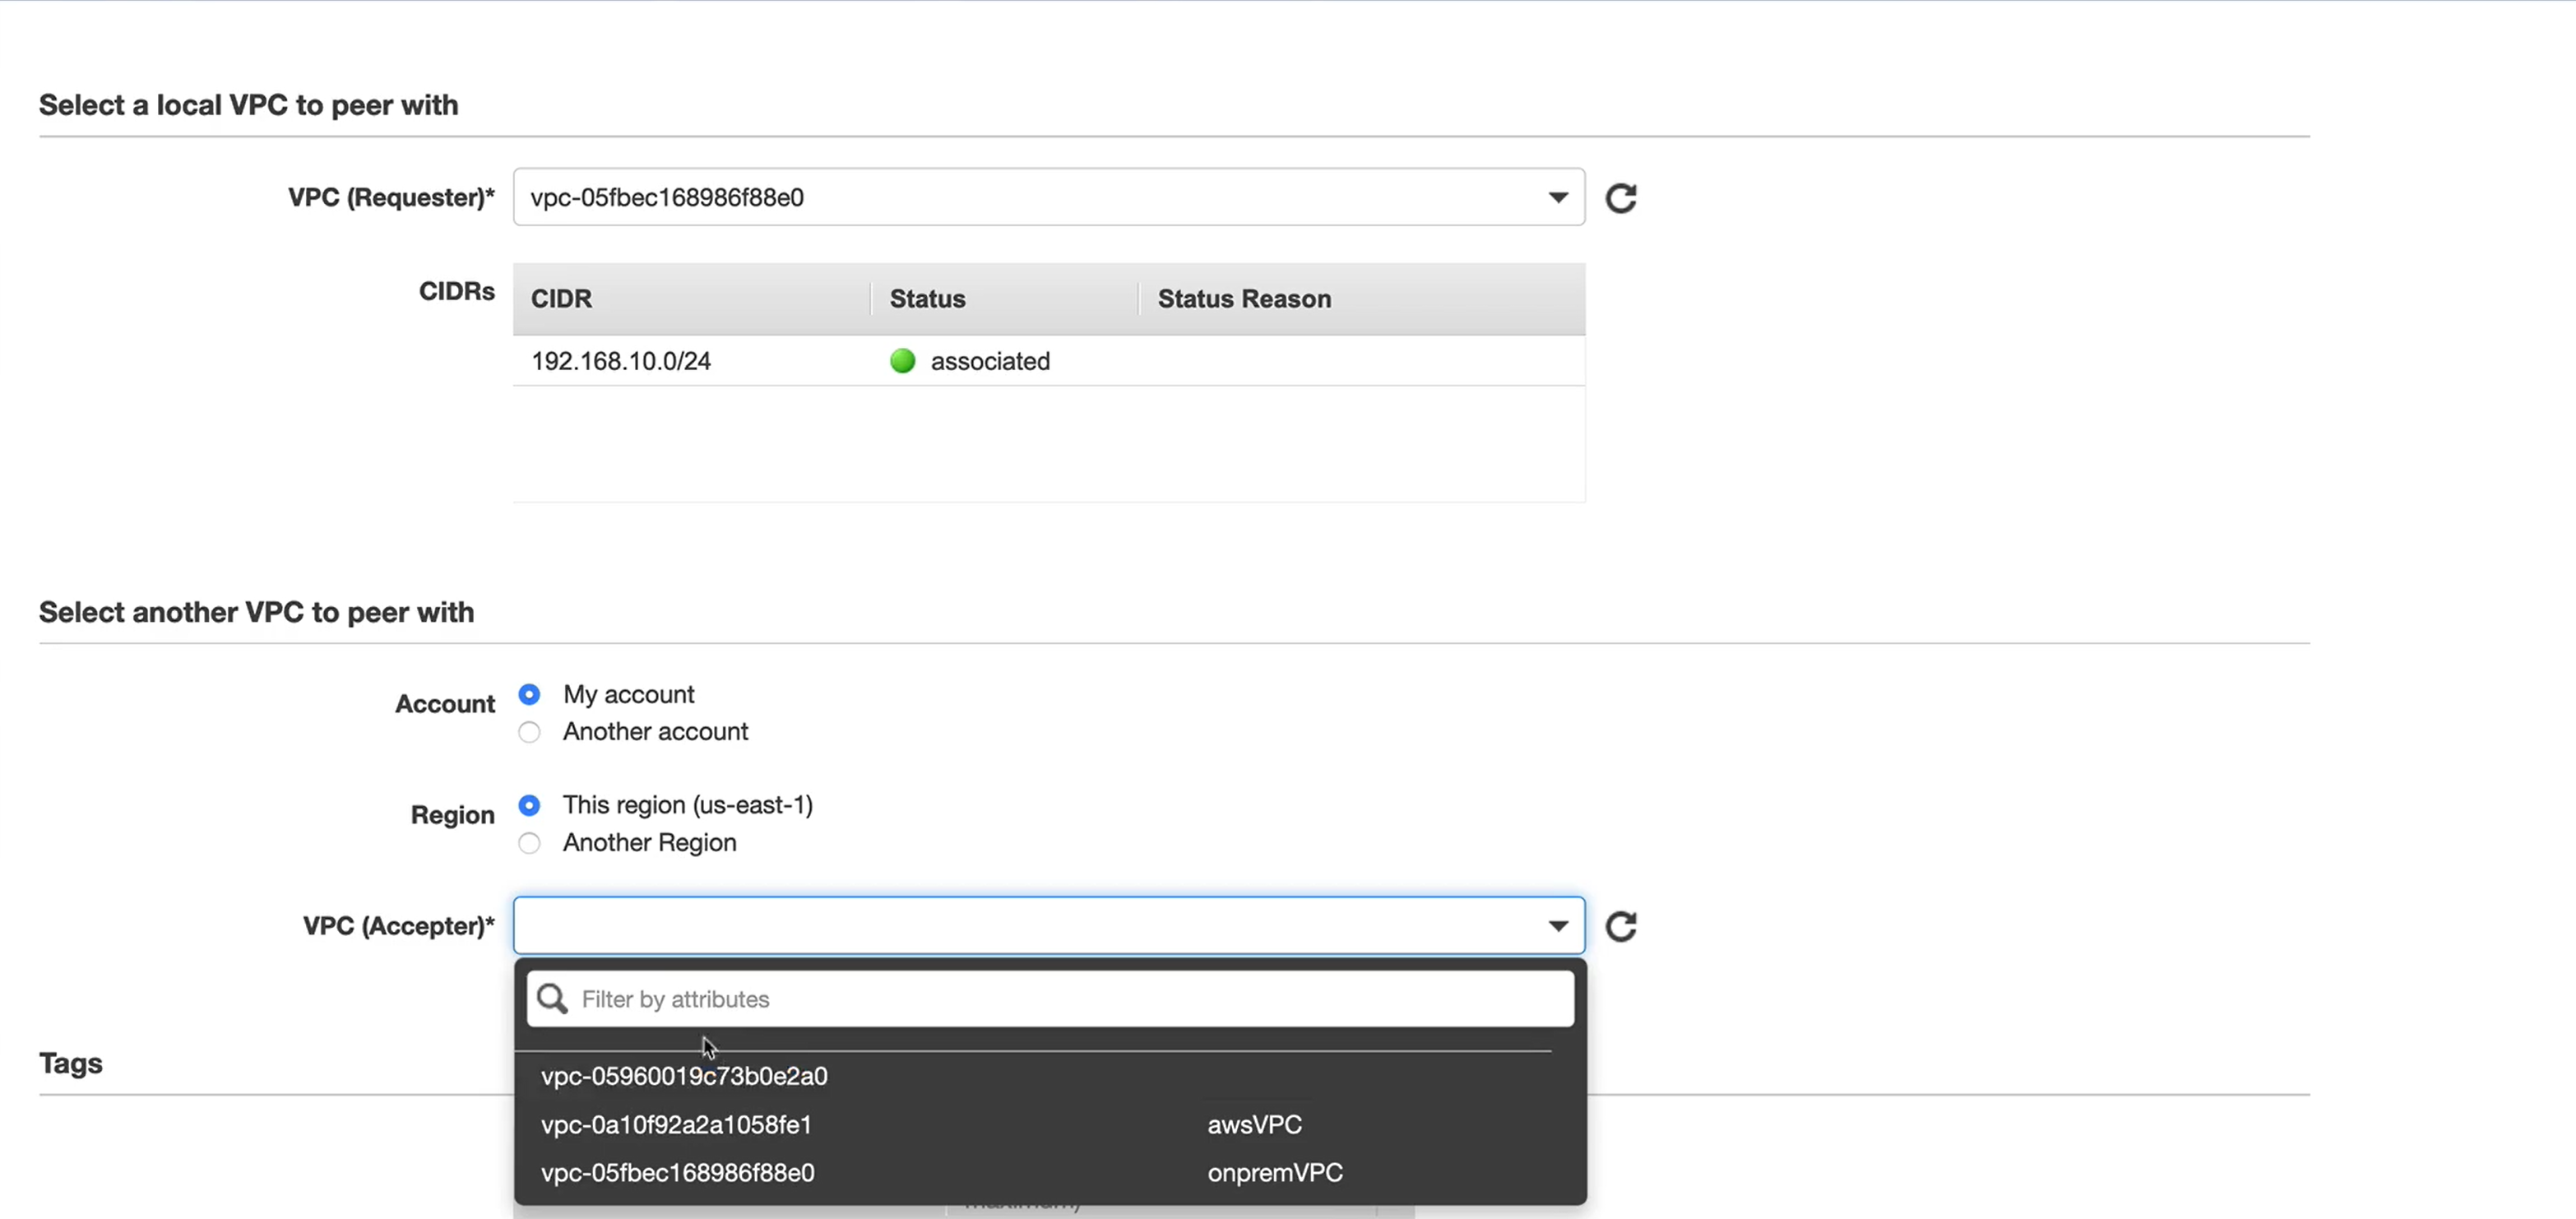 Select a local VPC to peer with
VPC (Requester)* vpc-05fbec168986f88e0
CIDRs CIDR Status Status Reason
192.168.10.0/24 associated
Select another VPC to peer with
Account My account
Another account
Region This region (us-east-1)
Another Region
VPC (Accepter)*
Filter by attributes
Tags
vpc-05960019c73b0e2a0
vpc-0a10f92a2a1058fe1 awsVPC
vpc-05fbec168986f88e0 onpremVPC